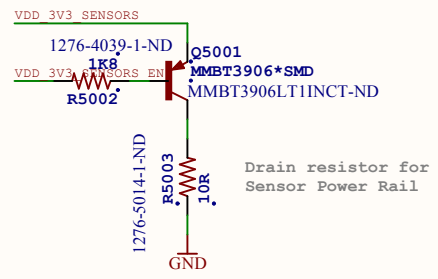 VDD_3V3_SENSORS
1276-4039-1-ND
Q5001
1K8
MMBT3906*SMD
VDD_3V3_SENSORS_EN
MMBT3906LT1INCT-ND
R5002
1276-5014-1-ND
R5003
10R
Drain resistor for
Sensor Power Rail
GND